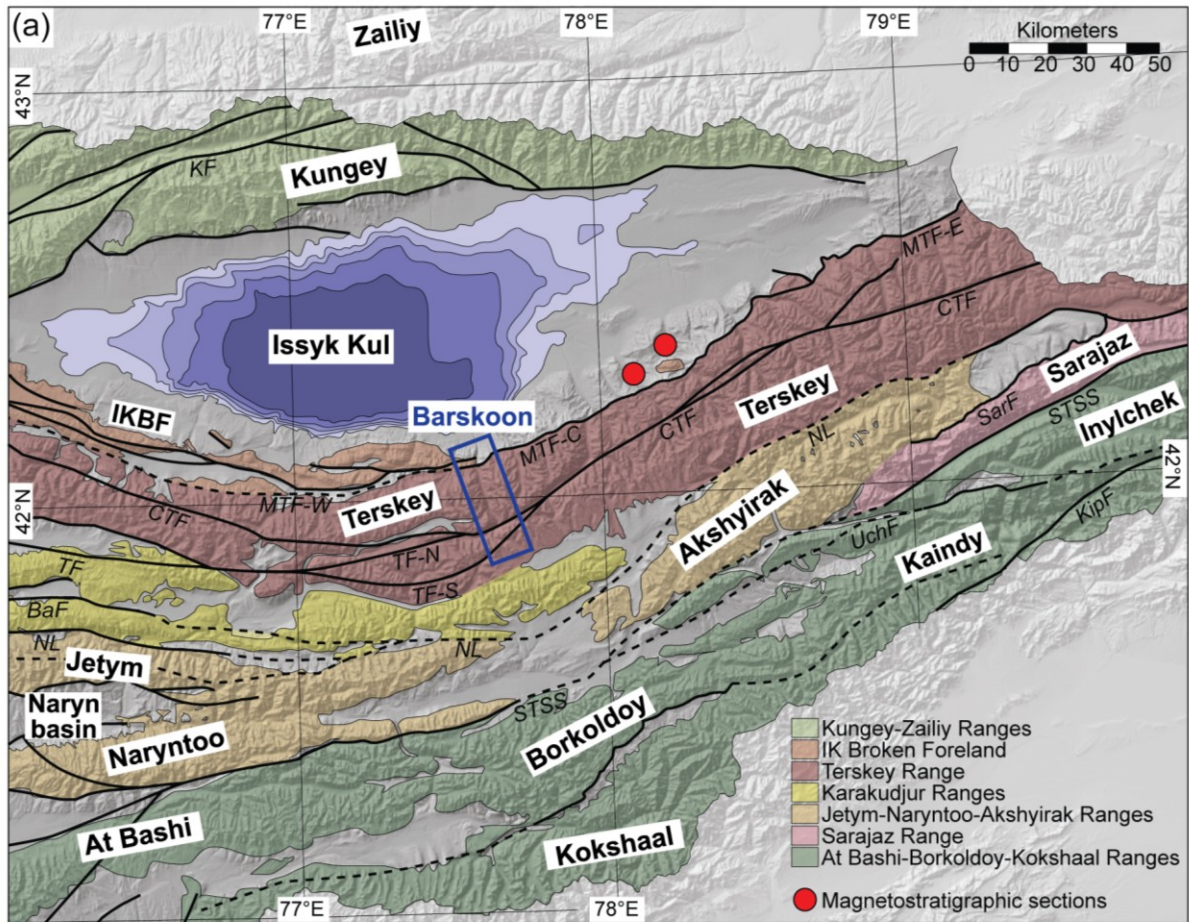 (a)
77°E
78°E
79°E
Zailiy
Kilometers
0 10 20 30 40 50
43°N
KF
Kungey
MTF-E
CTF
Issyk Kul
Sarajaz
IKBF
Barskoon
Terskey
SarF
STSS
MTF-C
CTF
NL
Inylchek
42°N
42°N
MTF-W
Terskey
Akshyirak
CTF
KipF
UchF
Kaindy
TF
TF-N
TF-S
BaF
NL
NL
Jetym
Naryn
basin
STSS
Borkoldoy
Naryntoo
At Bashi
Kokshaal
Kungey-Zailiy Ranges
IK Broken Foreland
Terskey Range
Karakudjur Ranges
Jetym-Naryntoo-Akshyirak Ranges
Sarajaz Range
At Bashi-Borkoldoy-Kokshaal Ranges
Magnetostratigraphic sections
77°E
78°E